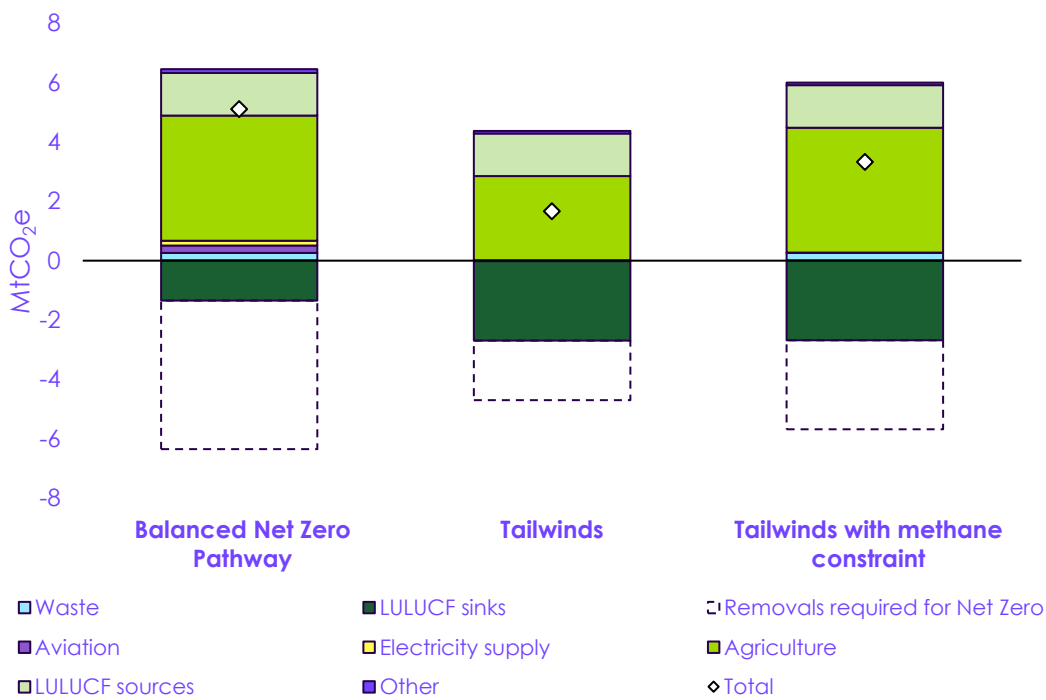 8
6
4
2
0
-2
-4
-6
-8
MtCO₂e
Balanced Net Zero
Pathway
Tailwinds
Tailwinds with methane
constraint
Waste
LULUCF sinks
Removals required for Net Zero
Aviation
Electricity supply
Agriculture
LULUCF sources
Other
Total